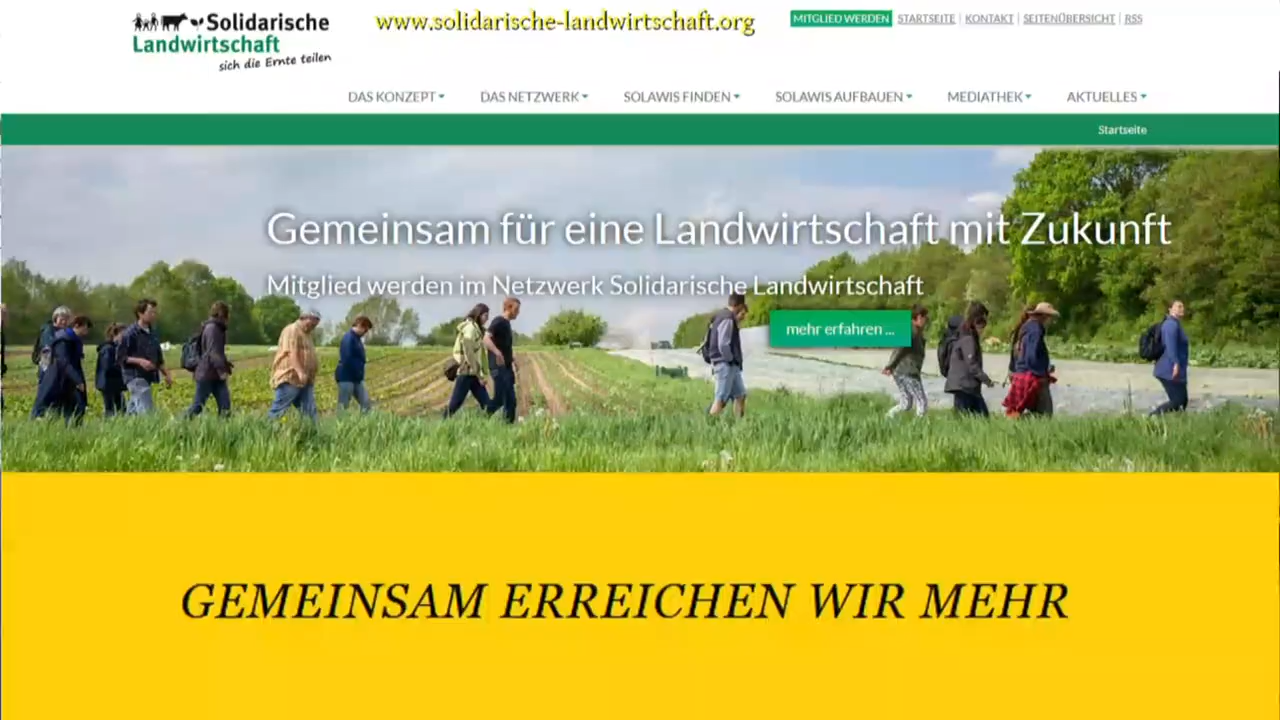 Solidarische
Landwirtschaft
sich die Ernte teilen
www.solidarische-landwirtschaft.org
MITGLIED WERDEN STARTSEITE | KONTAKT | SEITENÜBERSICHT | RSS
DAS KONZEPT DAS NETZWERK SOLAWIS FINDEN SOLAWIS AUFBAUEN MEDIATHEK AKTUELLES
Startseite
Gemeinsam für eine Landwirtschaft mit Zukunft
Mitglied werden im Netzwerk Solidarische Landwirtschaft
mehr erfahren ...
GEMEINSAM ERREICHEN WIR MEHR